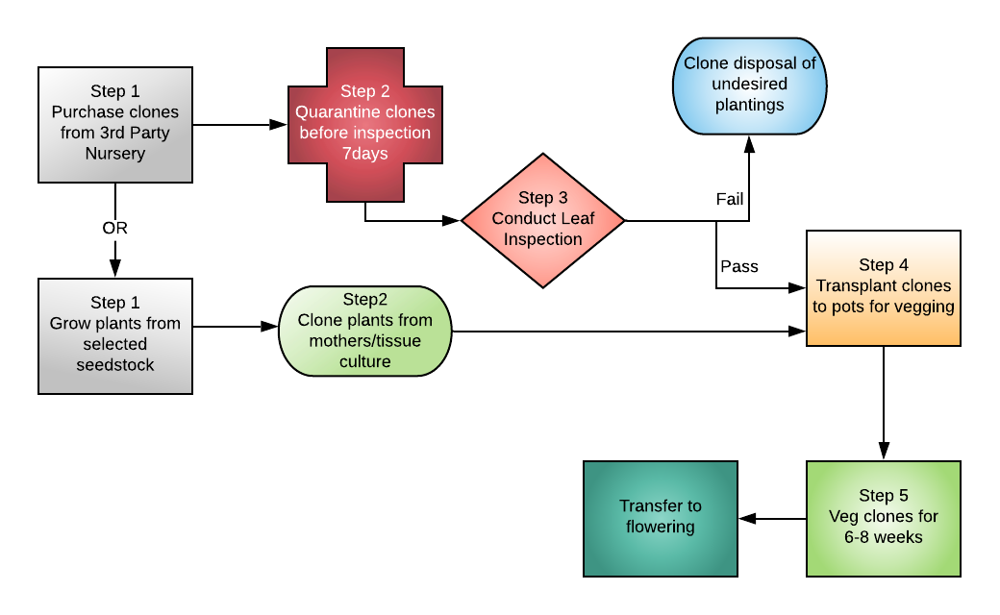 Step 1
Purchase clones
from 3rd Party
Nursery
Step 2
Quarantine clones
before inspection
7days
Clone disposal of
undesired
plantings
Step 3
Conduct Leaf
Inspection
Fail
Pass
OR
Step 1
Grow plants from
selected
seedstock
Step2
Clone plants from
mothers/tissue
culture
Step 4
Transplant clones
to pots for vegging
Step 5
Veg clones for
6-8 weeks
Transfer to
flowering